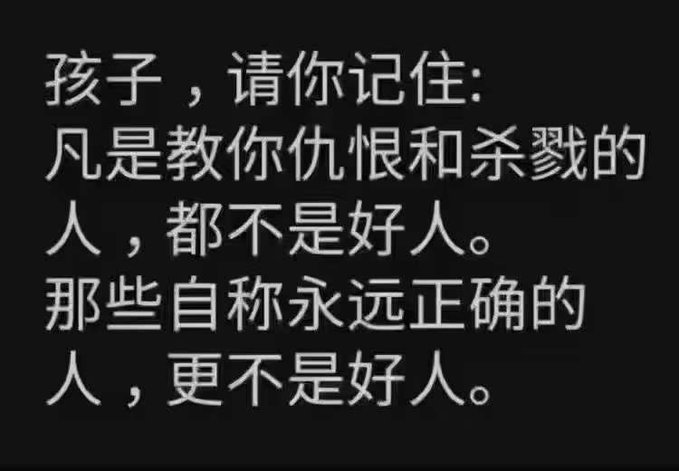 孩子，请你记住:
凡是教你仇恨和杀戮的
人，都不是好人。
那些自称永远正确的
人，更不是好人。